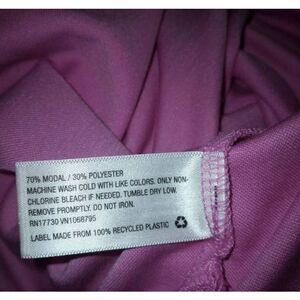 70% MODAL / 30% POLYESTER
MACHINE WASH COLD WITH LIKE COLORS. ONLY NON-
CHLORINE BLEACH IF NEEDED. TUMBLE DRY LOW.
REMOVE PROMPTLY. DO NOT IRON.
RN17730 VN1068795
LABEL MADE FROM 100% RECYCLED PLASTIC